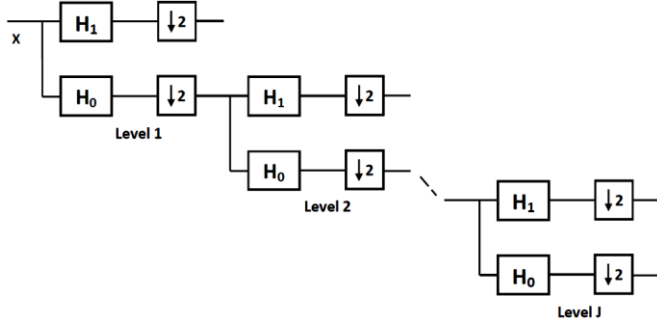 X
H₁ ↓2
H₀ ↓2 H₁ ↓2
Level 1
H₀ ↓2
Level 2
H₁ ↓2
H₀ ↓2
Level J